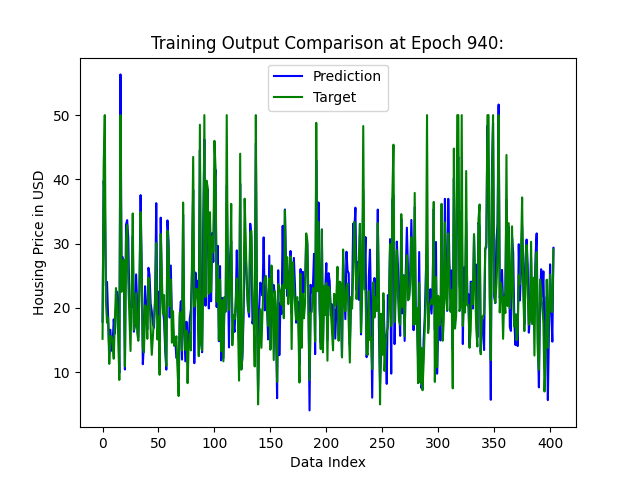 Training Output Comparison at Epoch 940:
Prediction
Target
Housing Price in USD
50
40
30
20
10
0 50 100 150 200 250 300 350 400
Data Index